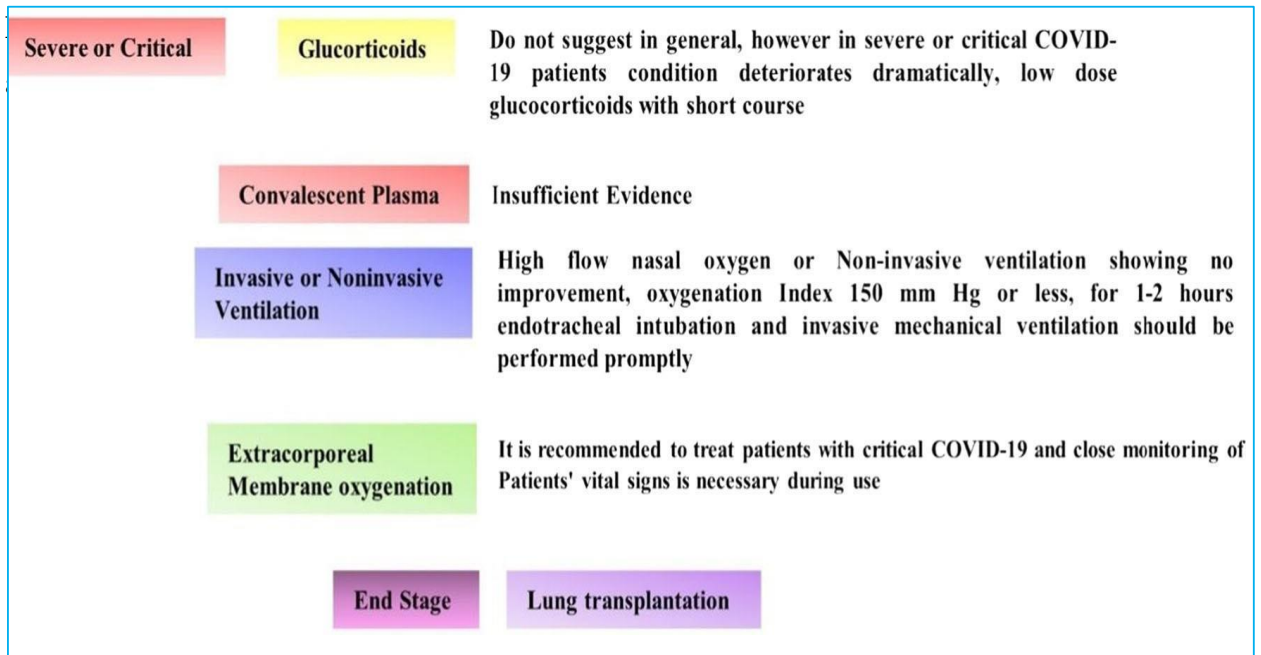 Severe or Critical
Glucorticoids
Do not suggest in general, however in severe or critical COVID-
19 patients condition deteriorates dramatically, low dose
glucocorticoids with short course
Convalescent Plasma
Insufficient Evidence
Invasive or Noninvasive
Ventilation
High flow nasal oxygen or Non-invasive ventilation showing no
improvement, oxygenation Index 150 mm Hg or less, for 1-2 hours
endotracheal intubation and invasive mechanical ventilation should be
performed promptly
Extracorporeal
Membrane oxygenation
It is recommended to treat patients with critical COVID-19 and close monitoring of
Patients' vital signs is necessary during use
End Stage
Lung transplantation